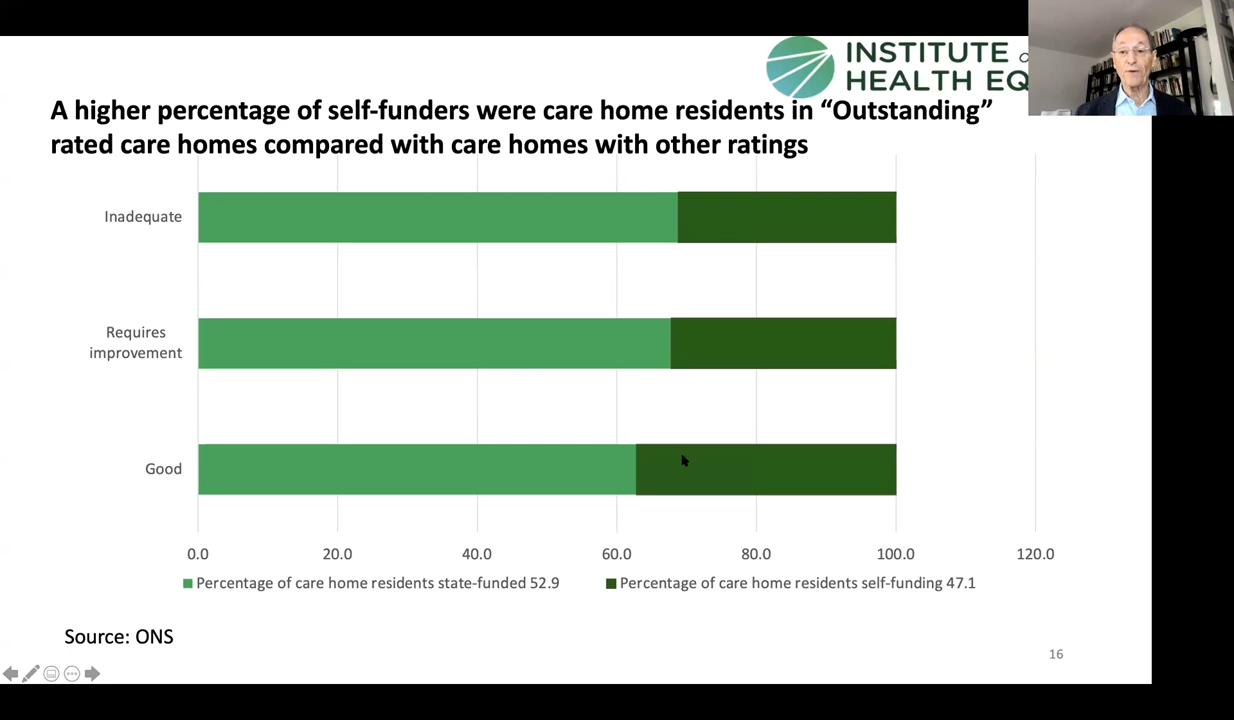 INSTITUTE of
HEALTH EQ
A higher percentage of self-funders were care home residents in “Outstanding”
rated care homes compared with care homes with other ratings
Inadequate
Requires
improvement
Good
0.0 20.0 40.0 60.0 80.0 100.0 120.0
Percentage of care home residents state-funded 52.9 Percentage of care home residents self-funding 47.1
Source: ONS
16